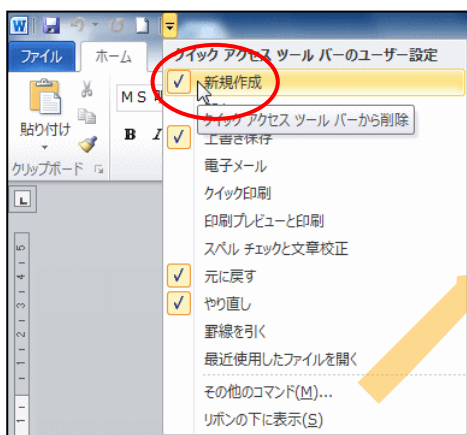 W
ファイル
ホーム
クイック アクセス ツール バーのユーザー設定
新規作成
クイック アクセス ツール バーから削除
上書き保存
電子メール
クイック印刷
印刷プレビューと印刷
スペル チェックと文章校正
元に戻す
やり直し
罫線を引く
最近使用したファイルを開く
その他のコマンド(M)...
リボンの下に表示(S)
貼り付け
クリップボード
MS
B I
L
5
4
3
2
1
1